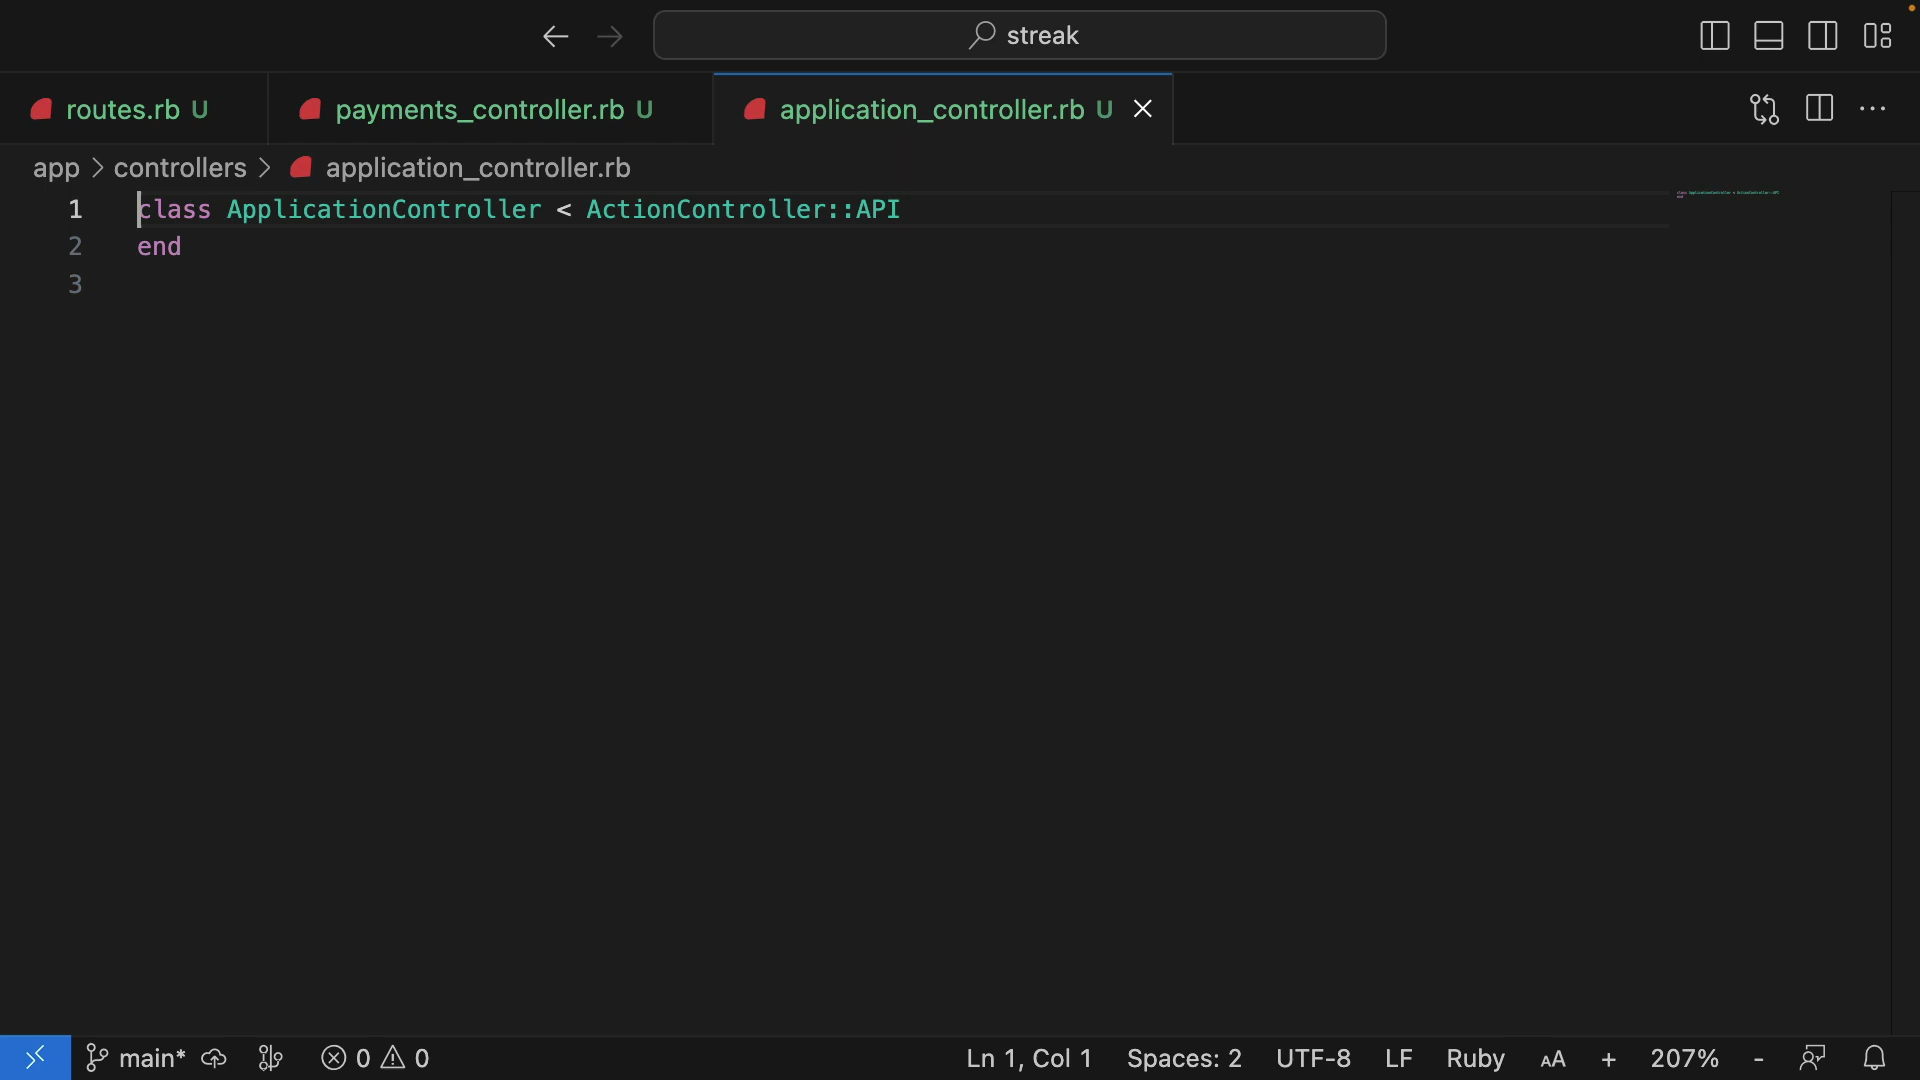 streak
routes.rb U payments_controller.rb U application_controller.rb U
app > controllers > application_controller.rb
1 class ApplicationController < ActionController::API
2 end
3
main* 0 0 Ln 1, Col 1 Spaces: 2 UTF-8 LF Ruby AA + 207% -